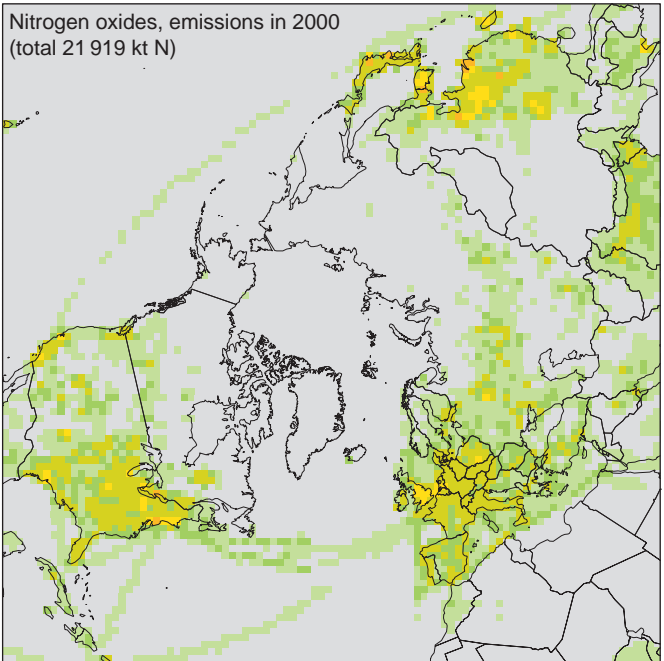 Nitrogen oxides, emissions in 2000
(total 21 919 kt N)